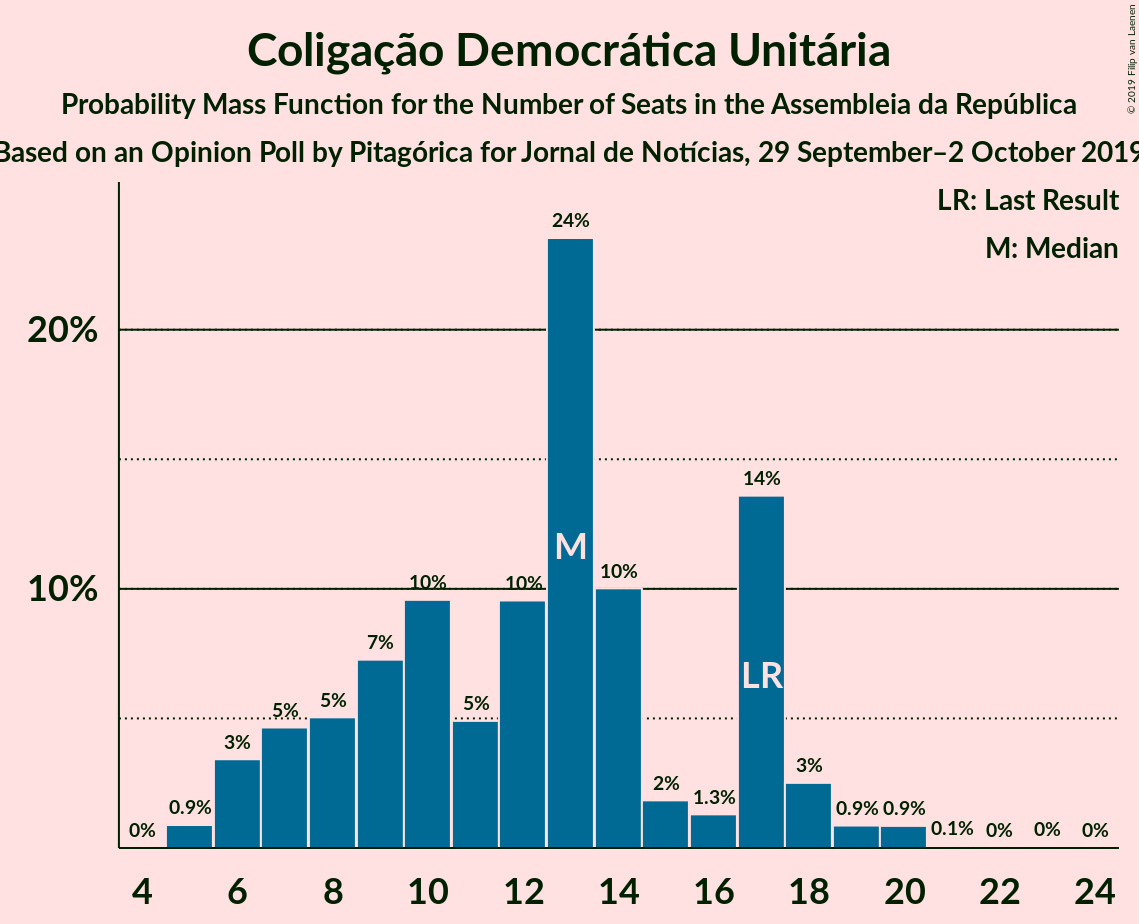 Coligação Democrática Unitária
Probability Mass Function for the Number of Seats in the Assembleia da República
Based on an Opinion Poll by Pitagórica for Jornal de Notícias, 29 September–2 October 2019
© 2019 Filip van Laenen
LR: Last Result
M: Median
20%
10%
0%
0.9%
3%
5%
5%
7%
10%
5%
10%
24%
10%
2%
1.3%
14%
3%
0.9%
0.9%
0.1%
0%
0%
0%
M
LR
4 6 8 10 12 14 16 18 20 22 24